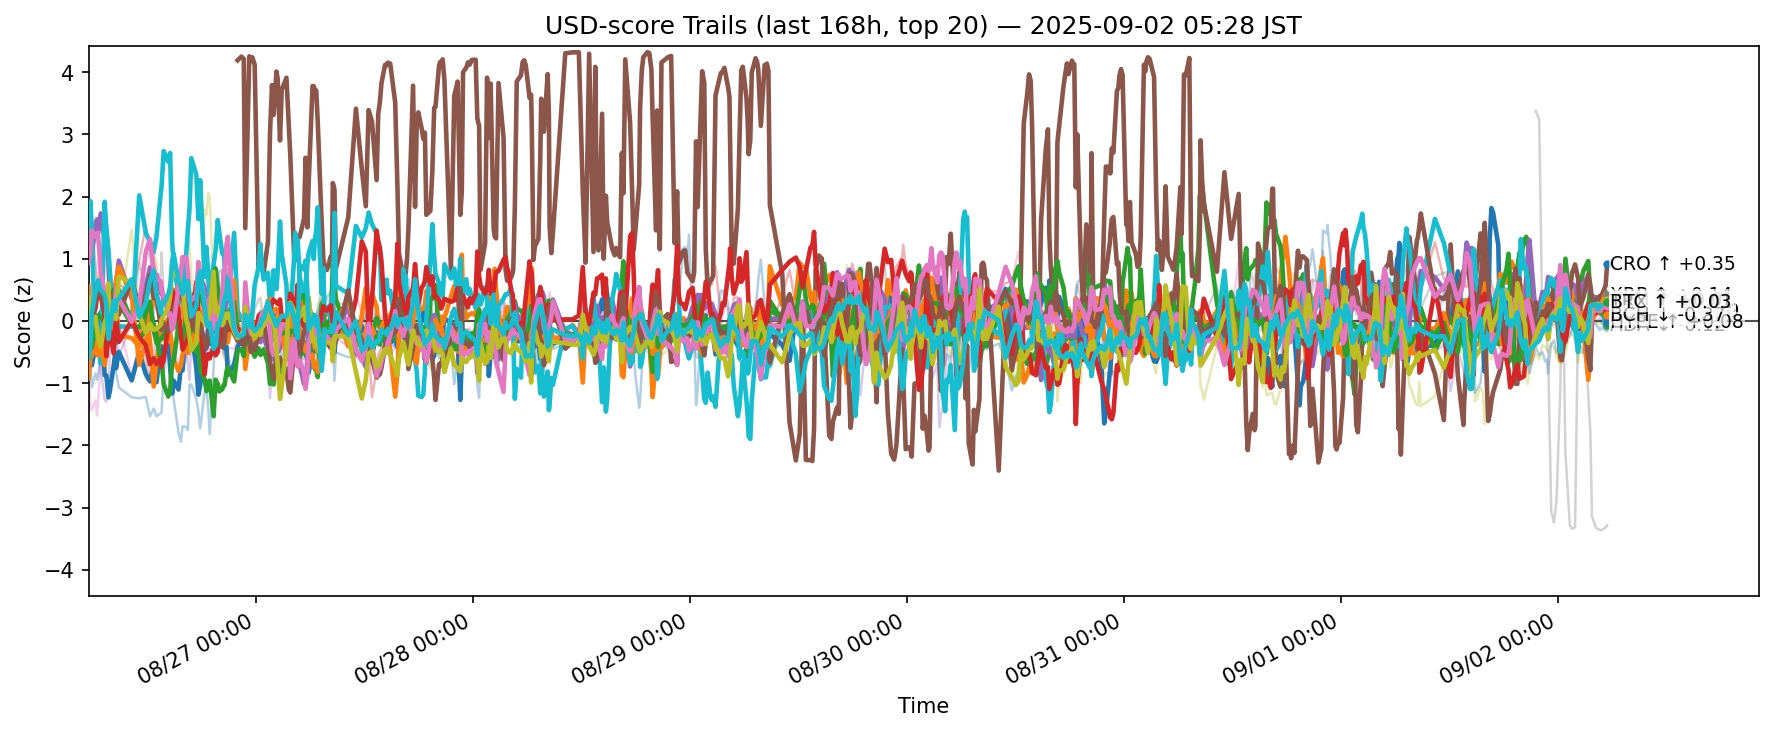 USD-score Trails (last 168h, top 20) — 2025-09-02 05:28 JST
Score (z)
4
3
2
1
0
−1
−2
−3
−4
CRO ↑ +0.35
BTC ↑ +0.03
BCH ↓ -0.37
08/27 00:00
08/28 00:00
08/29 00:00
08/30 00:00
08/31 00:00
09/01 00:00
09/02 00:00
Time